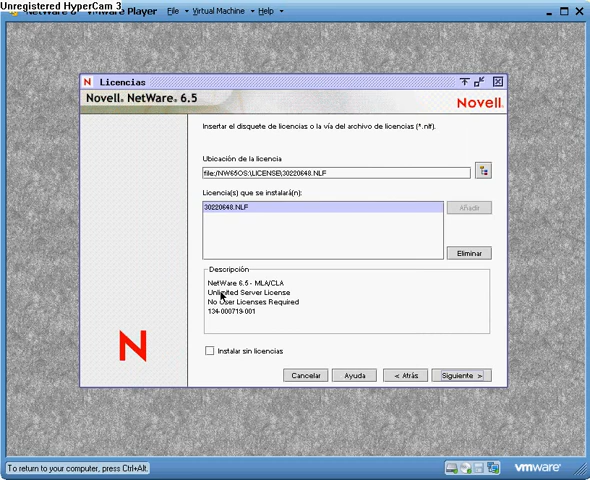 Unregistered HyperCam 3
VMware Player File Virtual Machine Help
N Licencias
Novell® NetWare® 6.5
Novell.
Insertar el disquete de licencias o la vía del archivo de licencias (*.nlf).
Ubicación de la licencia
file:/NW65OS:\LICENSE\30220648.NLF
Licencia(s) que se instalará(n):
30220648.NLF
Añadir
Eliminar
Descripción
NetWare 6.5 - MLA/CLA
Unlimited Server License
No User Licenses Required
134-000719-001
N
Instalar sin licencias
Cancelar Ayuda < Atrás Siguiente >
To return to your computer, press Ctrl+Alt.
vmware